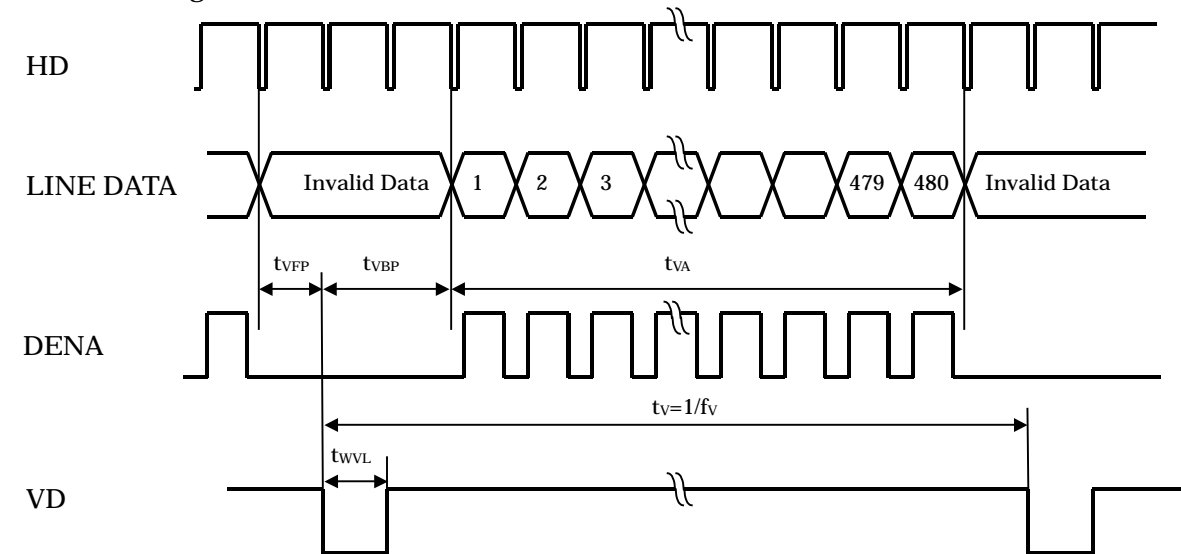 HD
LINE DATA
Invalid Data 1 2 3 479 480 Invalid Data
tVFP tVBP tVA
DENA
tV=1/fV
tWVL
VD